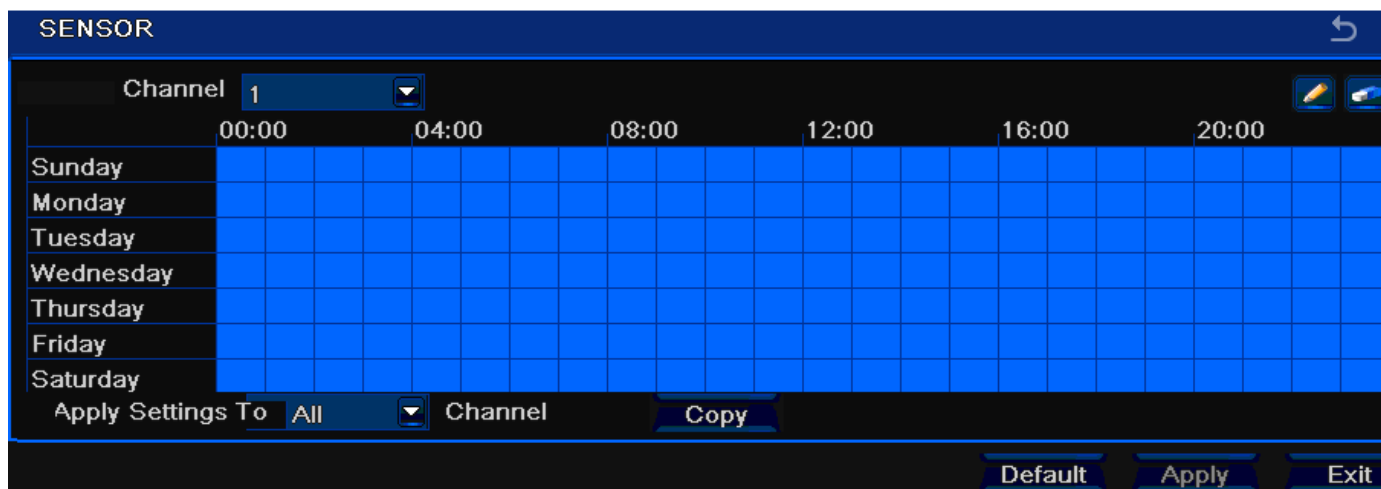 SENSOR
Channel 1
00:00 04:00 08:00 12:00 16:00 20:00
Sunday
Monday
Tuesday
Wednesday
Thursday
Friday
Saturday
Apply Settings To All Channel Copy
Default Apply Exit